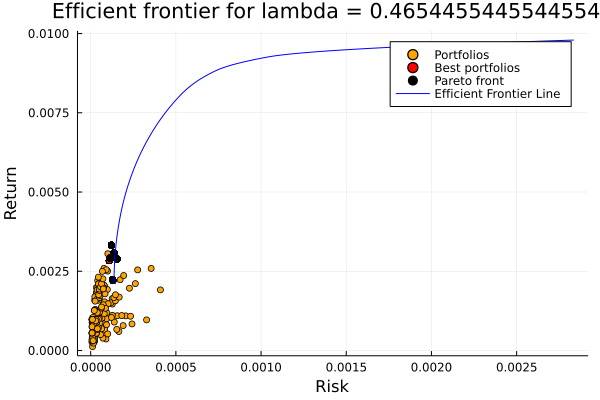 Efficient frontier for lambda = 0.4654455445544554
0.0100
0.0075
0.0050
0.0025
0.0000
Return
Portfolios
Best portfolios
Pareto front
Efficient Frontier Line
0.0000 0.0005 0.0010 0.0015 0.0020 0.0025
Risk